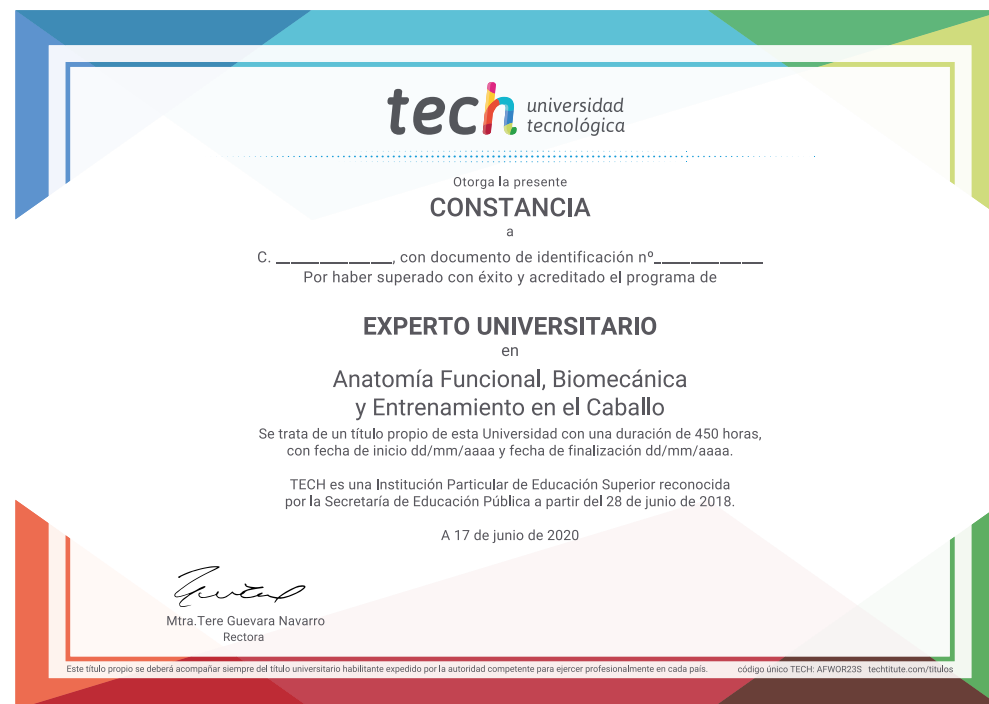 tech universidad
tecnológica
Otorga la presente
CONSTANCIA
a
C. ______________, con documento de identificación nº_____________
Por haber superado con éxito y acreditado el programa de
EXPERTO UNIVERSITARIO
en
Anatomía Funcional, Biomecánica
y Entrenamiento en el Caballo
Se trata de un título propio de esta Universidad con una duración de 450 horas,
con fecha de inicio dd/mm/aaaa y fecha de finalización dd/mm/aaaa.
TECH es una Institución Particular de Educación Superior reconocida
por la Secretaría de Educación Pública a partir del 28 de junio de 2018.
A 17 de junio de 2020
Mtra.Tere Guevara Navarro
Rectora
Este título propio se deberá acompañar siempre del título universitario habilitante expedido por la autoridad competente para ejercer profesionalmente en cada país. código único TECH: AFWOR23S techtitute.com/titulos